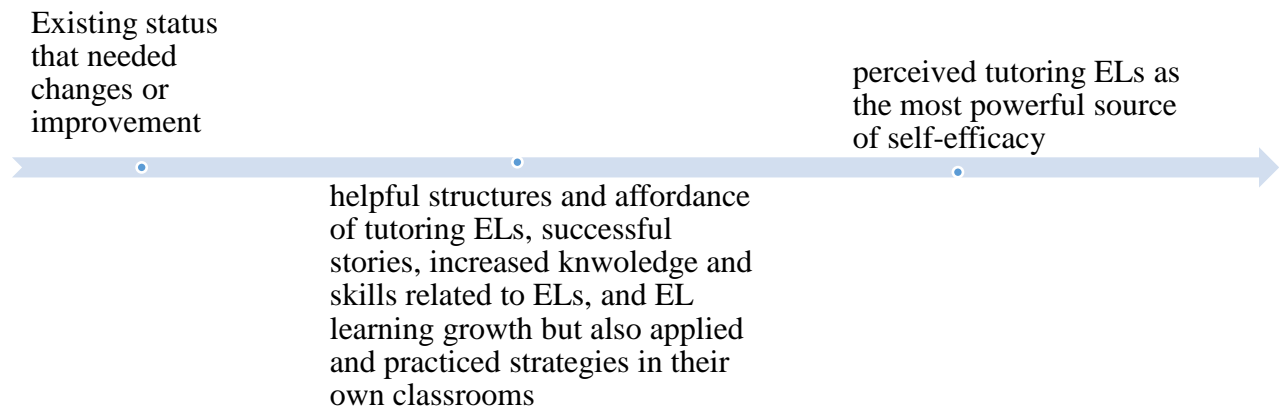 Existing status
that needed
changes or
improvement
helpful structures and affordance
of tutoring ELs, successful
stories, increased knwoledge and
skills related to ELs, and EL
learning growth but also applied
and practiced strategies in their
own classrooms
perceived tutoring ELs as
the most powerful source
of self-efficacy